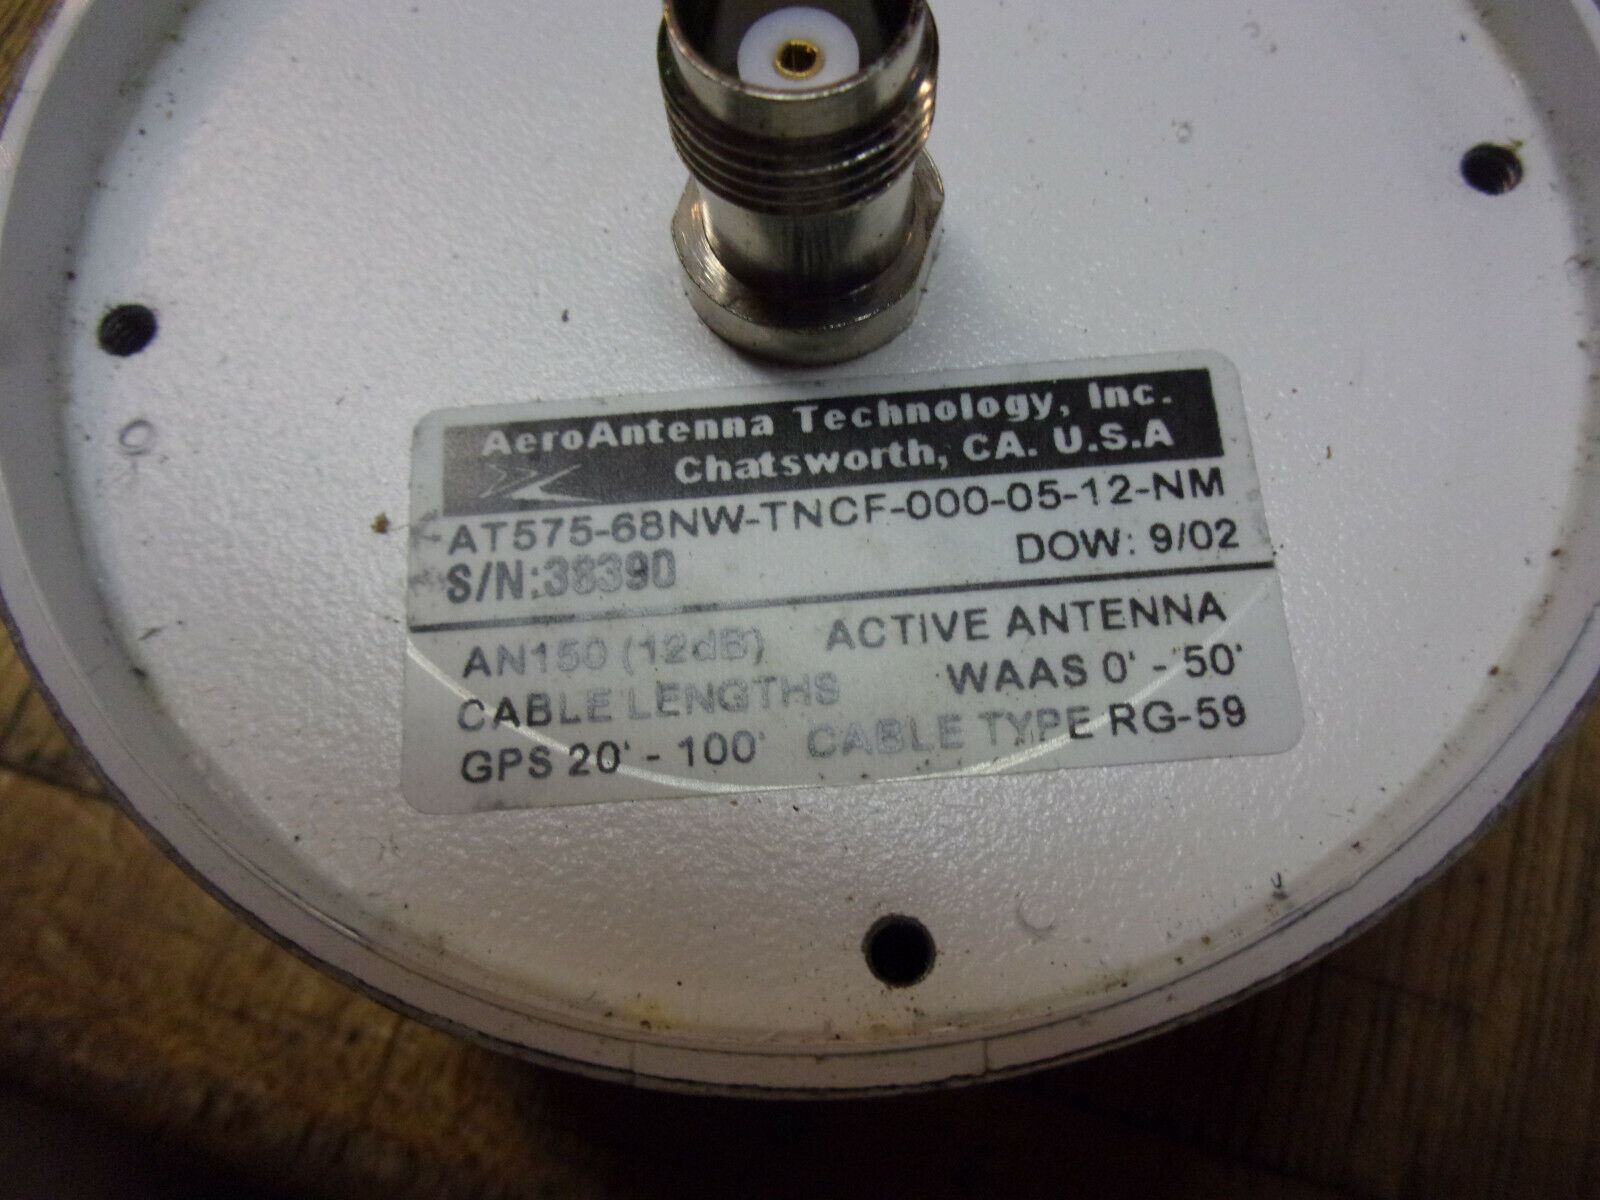 AeroAntenna Technology, Inc.
Chatsworth, CA. U.S.A
AT575-68NW-TNCF-000-05-12-NM
S/N:38390 DOW: 9/02
AN150 (12dB) ACTIVE ANTENNA
CABLE LENGTHS WAAS 0' - 50'
GPS 20' - 100' CABLE TYPE RG-59